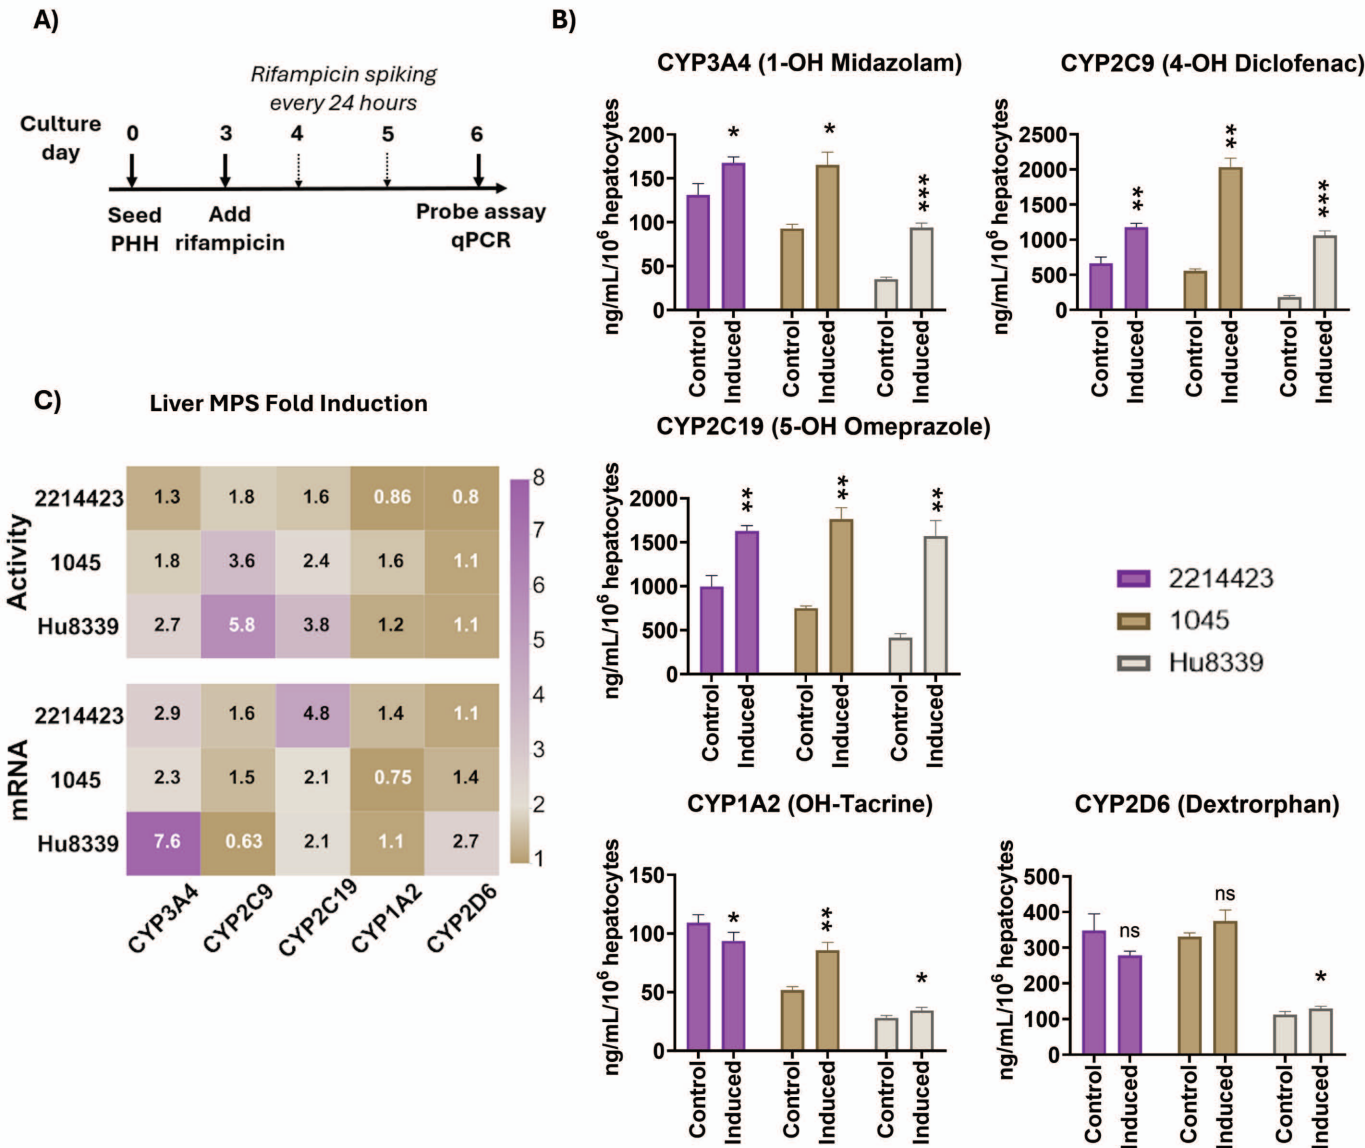 A)
Rifampicin spiking
every 24 hours
Culture
day
0 3 4 5 6
Seed
PHH
Add
rifampicin
Probe assay
qPCR
B)
CYP3A4 (1-OH Midazolam)
ng/mL/10⁶ hepatocytes
200
150
100
50
0
* * ***
Control Induced Control Induced Control Induced
CYP2C9 (4-OH Diclofenac)
ng/mL/10⁶ hepatocytes
2500
2000
1500
1000
500
0
** ** ***
Control Induced Control Induced Control Induced
CYP2C19 (5-OH Omeprazole)
ng/mL/10⁶ hepatocytes
2000
1500
1000
500
0
** ** **
Control Induced Control Induced Control Induced
2214423
1045
Hu8339
CYP1A2 (OH-Tacrine)
ng/mL/10⁶ hepatocytes
150
100
50
0
* ** *
Control Induced Control Induced Control Induced
CYP2D6 (Dextrorphan)
ng/mL/10⁶ hepatocytes
500
400
300
200
100
0
ns ns *
Control Induced Control Induced Control Induced
C)
Liver MPS Fold Induction
Activity
2214423 1.3 1.8 1.6 0.86 0.8
1045 1.8 3.6 2.4 1.6 1.1
Hu8339 2.7 5.8 3.8 1.2 1.1
mRNA
2214423 2.9 1.6 4.8 1.4 1.1
1045 2.3 1.5 2.1 0.75 1.4
Hu8339 7.6 0.63 2.1 1.1 2.7
CYP3A4 CYP2C9 CYP2C19 CYP1A2 CYP2D6
8
7
6
5
4
3
2
1